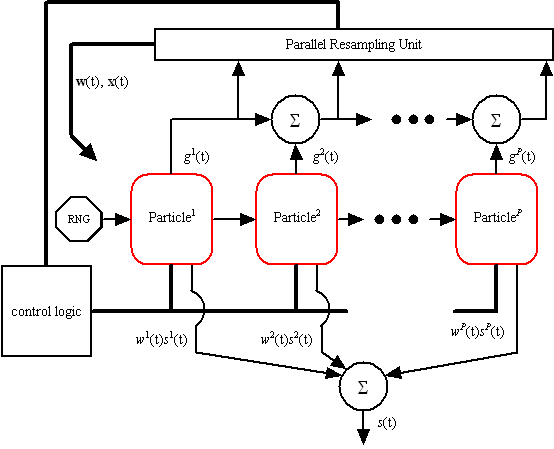 Parallel Resampling Unit
w(t), x(t)
Σ
Σ
g¹(t)
g²(t)
gᴾ(t)
RNG
Particle¹
Particle²
Particleᴾ
control logic
w¹(t)s¹(t)
w²(t)s²(t)
wᴾ(t)sᴾ(t)
Σ
s(t)